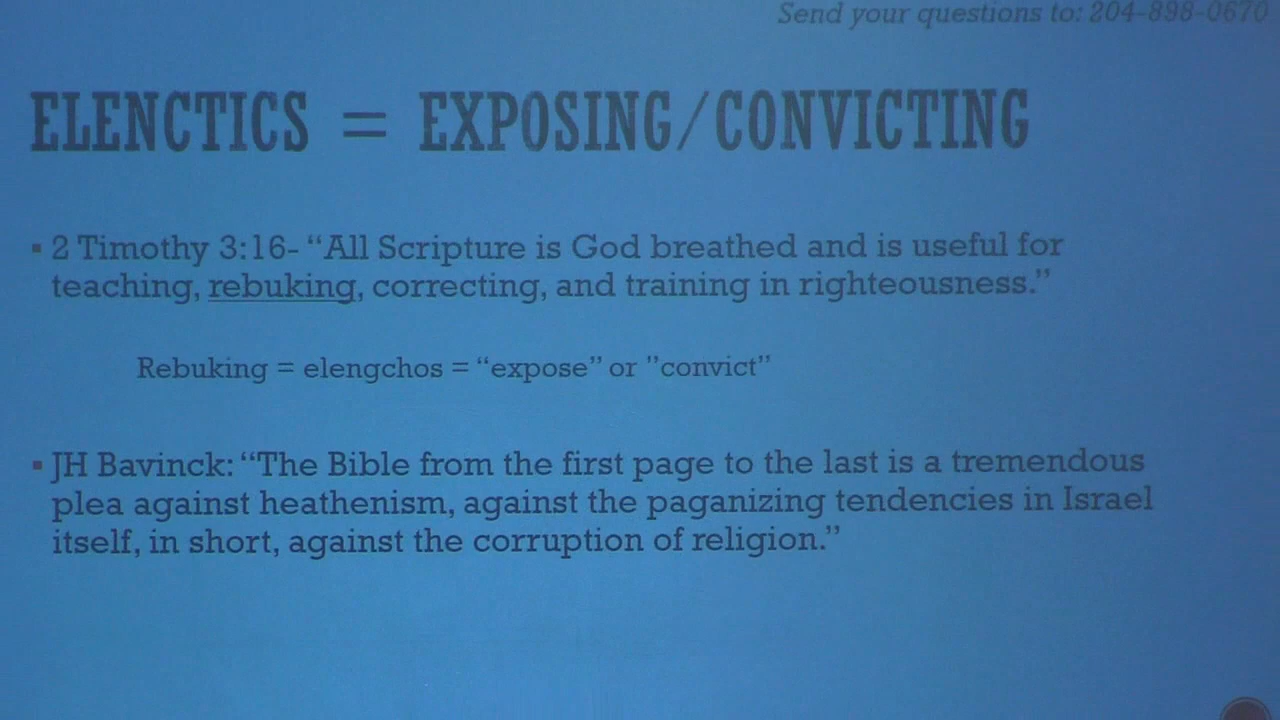 Send your questions to: 204-898-0670
ELENCTICS = EXPOSING/CONVICTING
▪ 2 Timothy 3:16- “All Scripture is God breathed and is useful for
teaching, rebuking, correcting, and training in righteousness.”
Rebuking = elengchos = “expose” or ”convict”
▪ JH Bavinck: “The Bible from the first page to the last is a tremendous
plea against heathenism, against the paganizing tendencies in Israel
itself, in short, against the corruption of religion.”